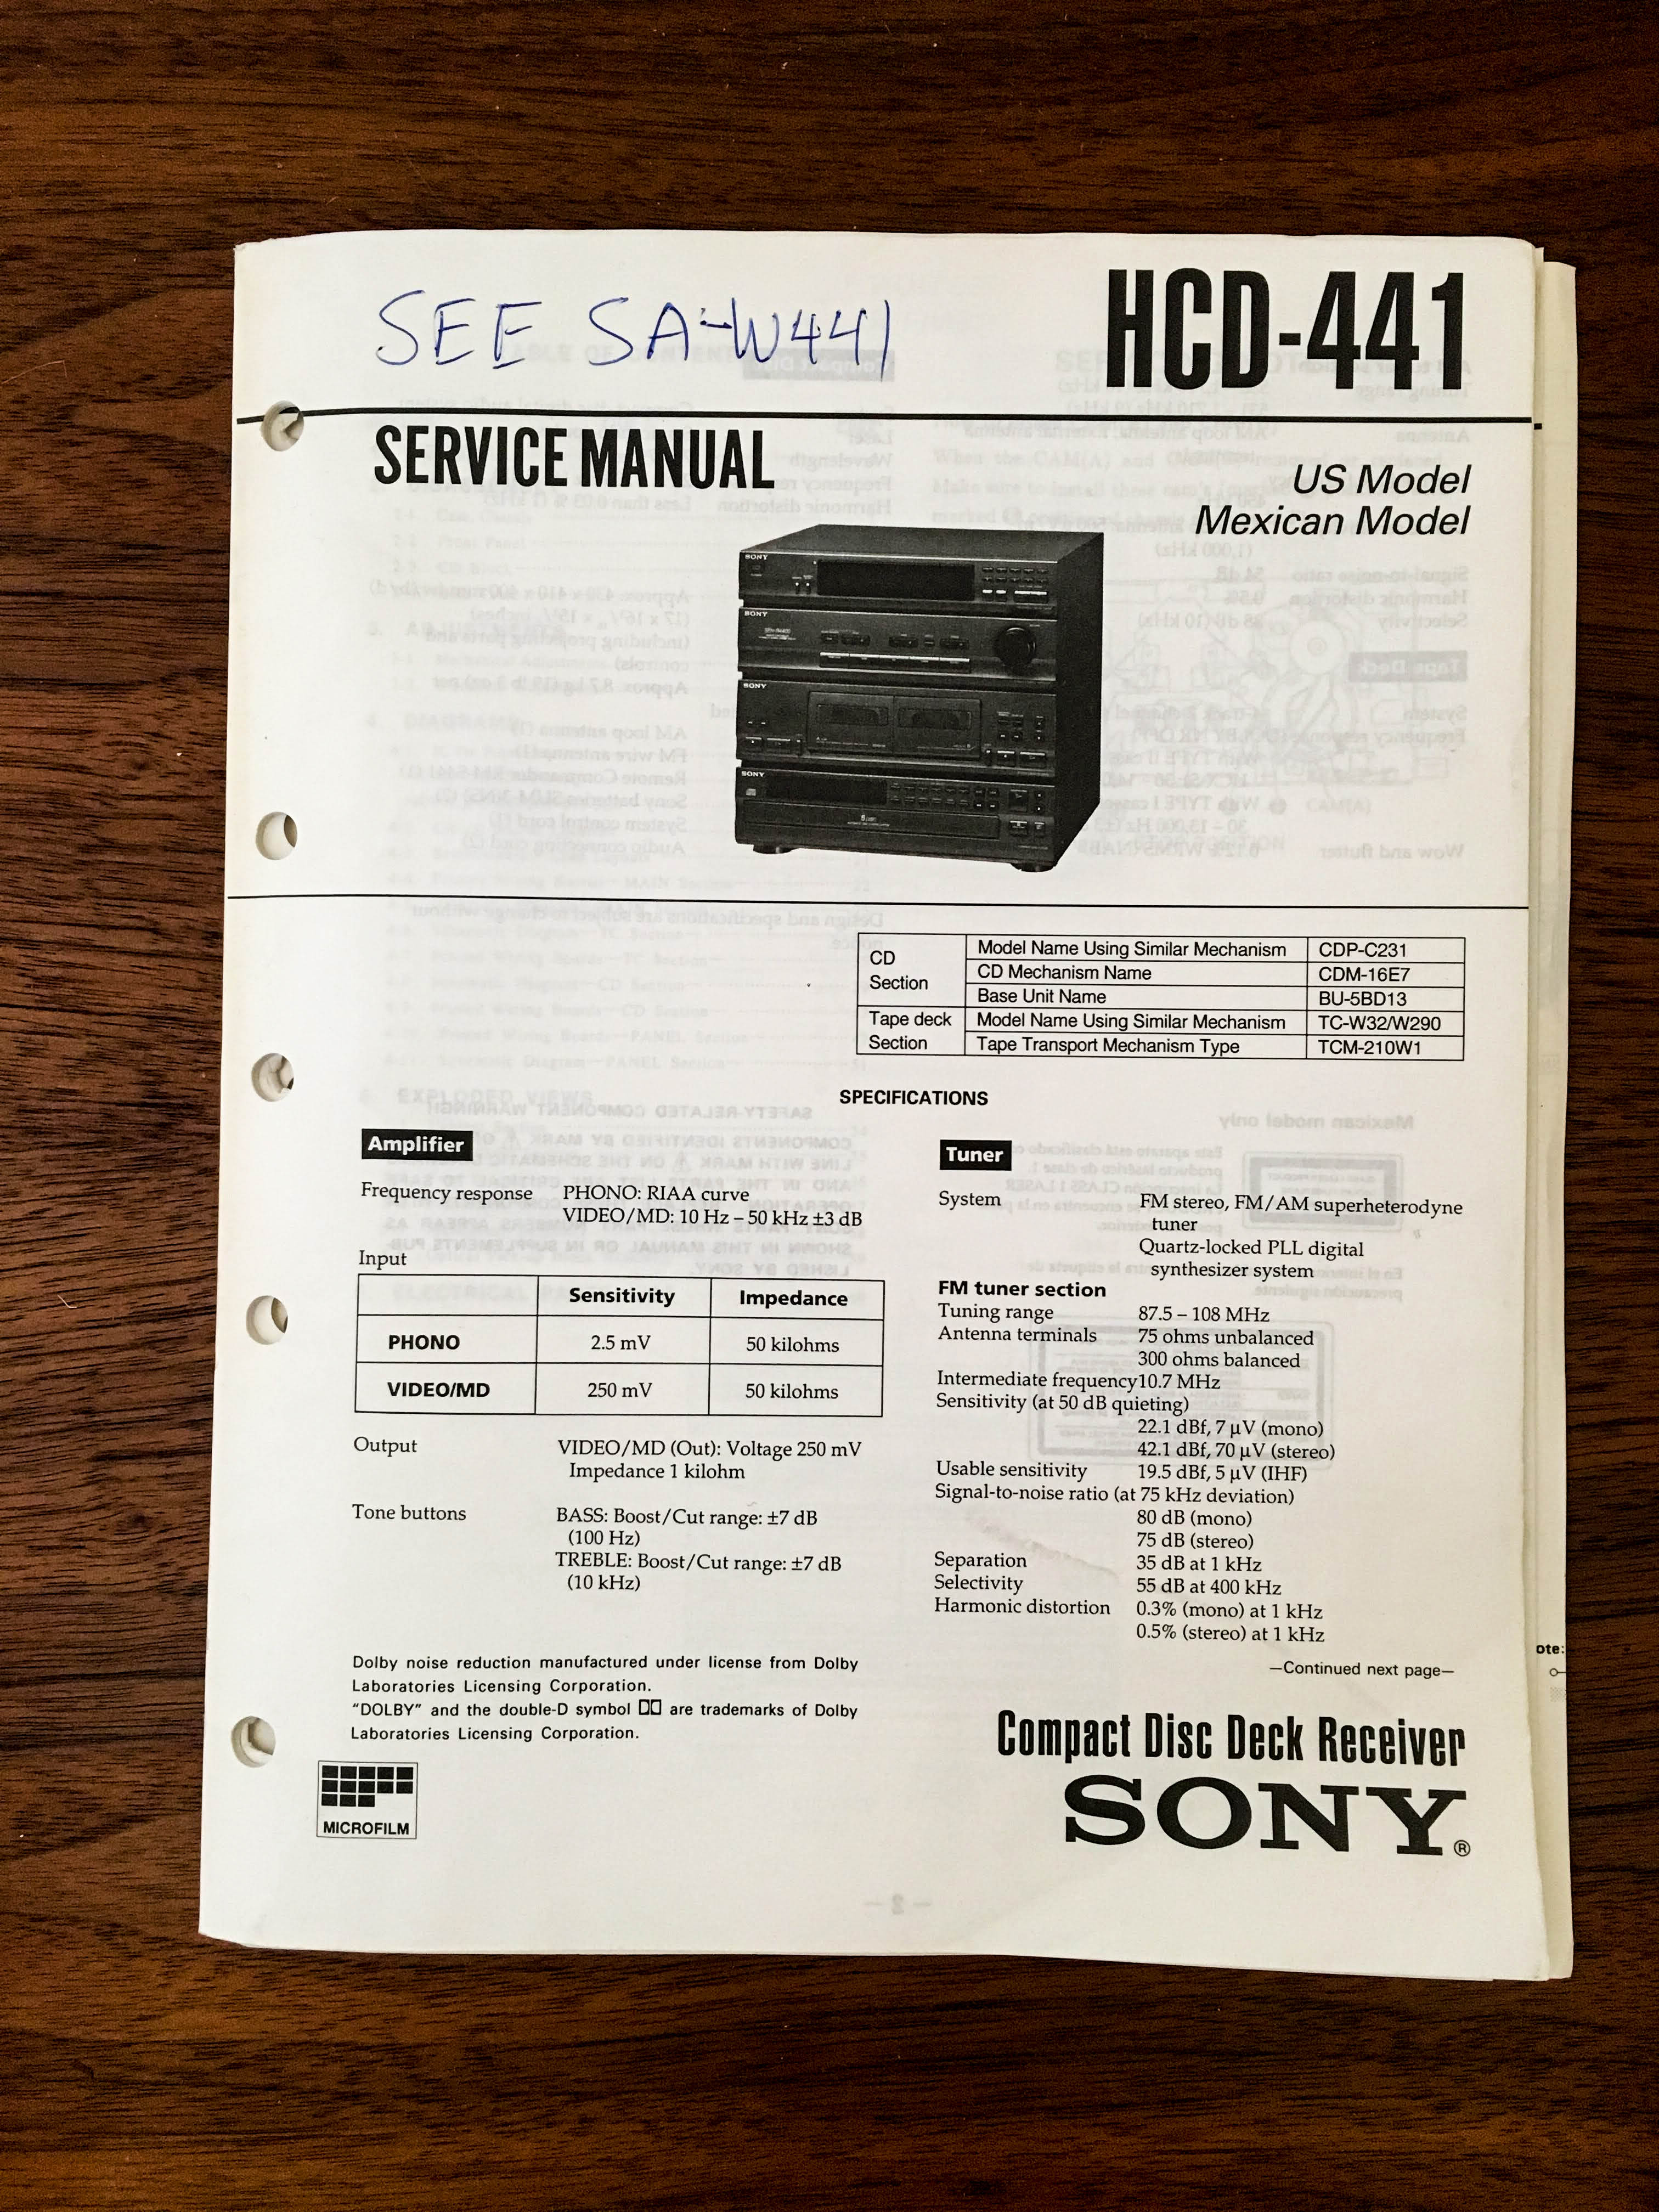 SEE SA-W441
HCD-441
SERVICE MANUAL
US Model
Mexican Model
SONY
SONY
SONY
SONY
CD Section
Model Name Using Similar Mechanism CDP-C231
CD Mechanism Name CDM-16E7
Base Unit Name BU-5BD13
Tape deck Section
Model Name Using Similar Mechanism TC-W32/W290
Tape Transport Mechanism Type TCM-210W1
SPECIFICATIONS
Amplifier
Frequency response PHONO: RIAA curve
VIDEO/MD: 10 Hz – 50 kHz ±3 dB
Input
Sensitivity Impedance
PHONO 2.5 mV 50 kilohms
VIDEO/MD 250 mV 50 kilohms
Output VIDEO/MD (Out): Voltage 250 mV
Impedance 1 kilohm
Tone buttons BASS: Boost/Cut range: ±7 dB
(100 Hz)
TREBLE: Boost/Cut range: ±7 dB
(10 kHz)
Dolby noise reduction manufactured under license from Dolby
Laboratories Licensing Corporation.
"DOLBY" and the double-D symbol are trademarks of Dolby
Laboratories Licensing Corporation.
MICROFILM
Tuner
System FM stereo, FM/AM superheterodyne
tuner
Quartz-locked PLL digital
synthesizer system
FM tuner section
Tuning range 87.5 – 108 MHz
Antenna terminals 75 ohms unbalanced
300 ohms balanced
Intermediate frequency 10.7 MHz
Sensitivity (at 50 dB quieting)
22.1 dBf, 7 µV (mono)
42.1 dBf, 70 µV (stereo)
Usable sensitivity 19.5 dBf, 5 µV (IHF)
Signal-to-noise ratio (at 75 kHz deviation)
80 dB (mono)
75 dB (stereo)
Separation 35 dB at 1 kHz
Selectivity 55 dB at 400 kHz
Harmonic distortion 0.3% (mono) at 1 kHz
0.5% (stereo) at 1 kHz
—Continued next page—
Compact Disc Deck Receiver
SONY®
ote: